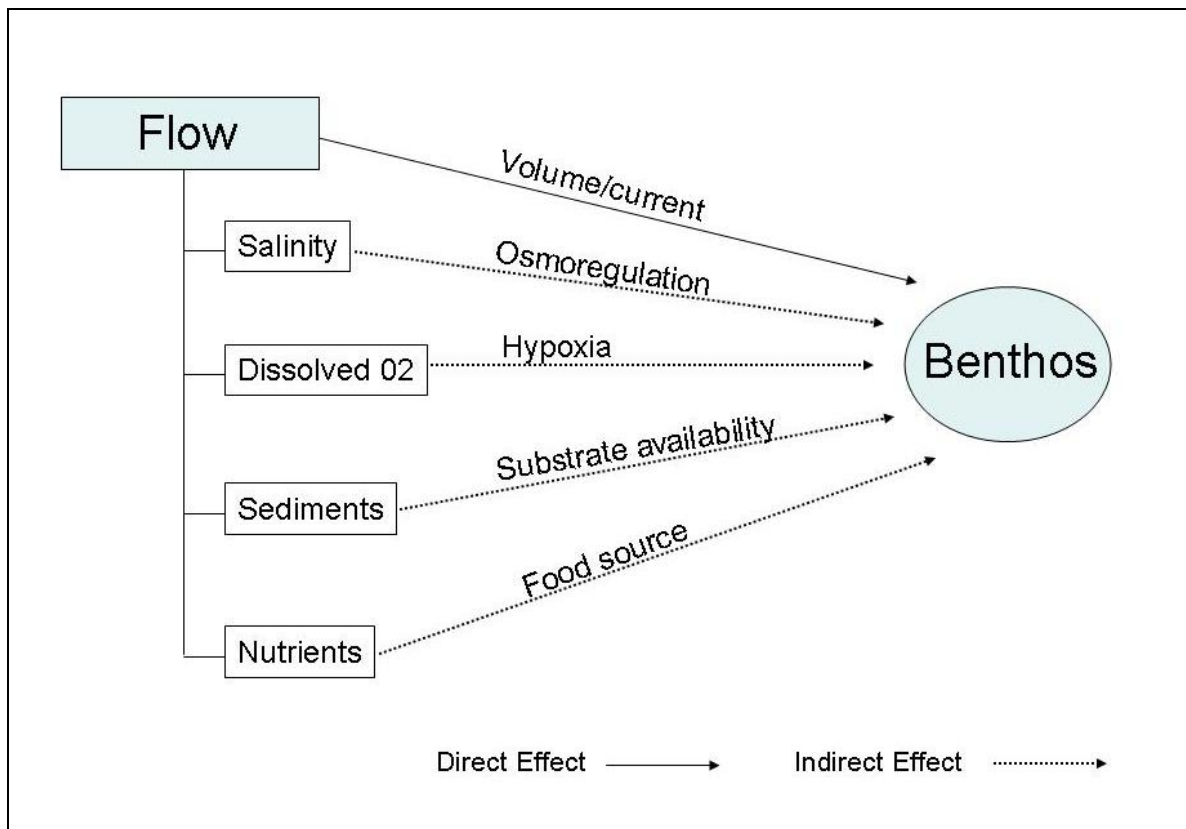 Flow
Volume/current
Salinity
Osmoregulation
Dissolved 02
Hypoxia
Benthos
Sediments
Substrate availability
Nutrients
Food source
Direct Effect
Indirect Effect